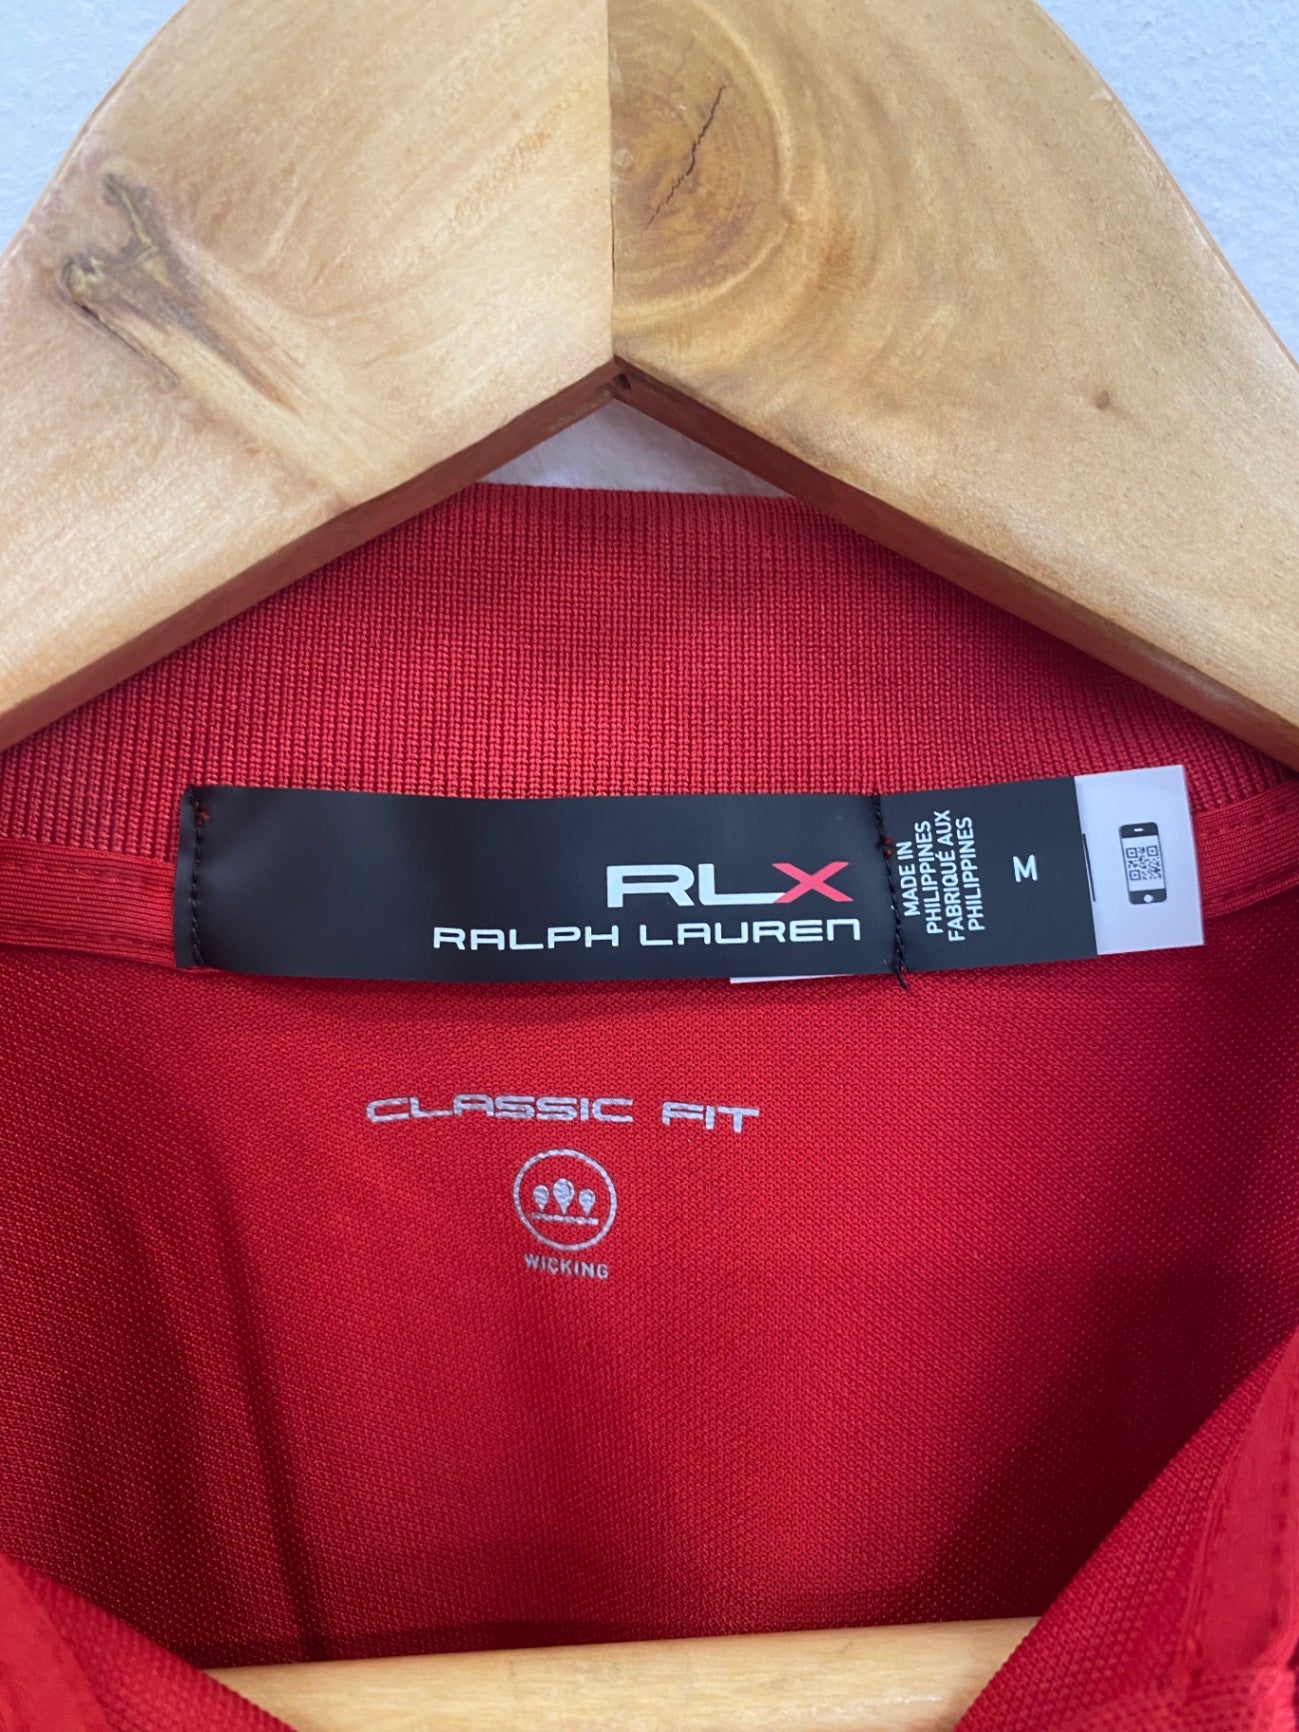 RLX
RALPH LAUREN
MADE IN
PHILIPPINES
FABRIQUÉ AUX
PHILIPPINES
M
CLASSIC FIT
WICKING